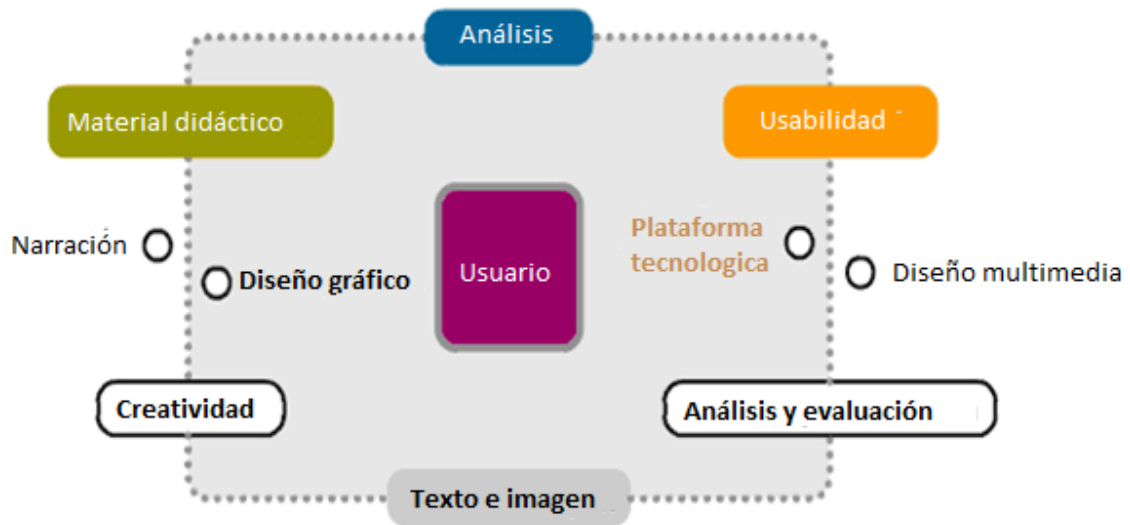 Análisis
Material didáctico
Usabilidad
Narración
Diseño gráfico
Usuario
Plataforma
tecnologica
Diseño multimedia
Creatividad
Análisis y evaluación
Texto e imagen